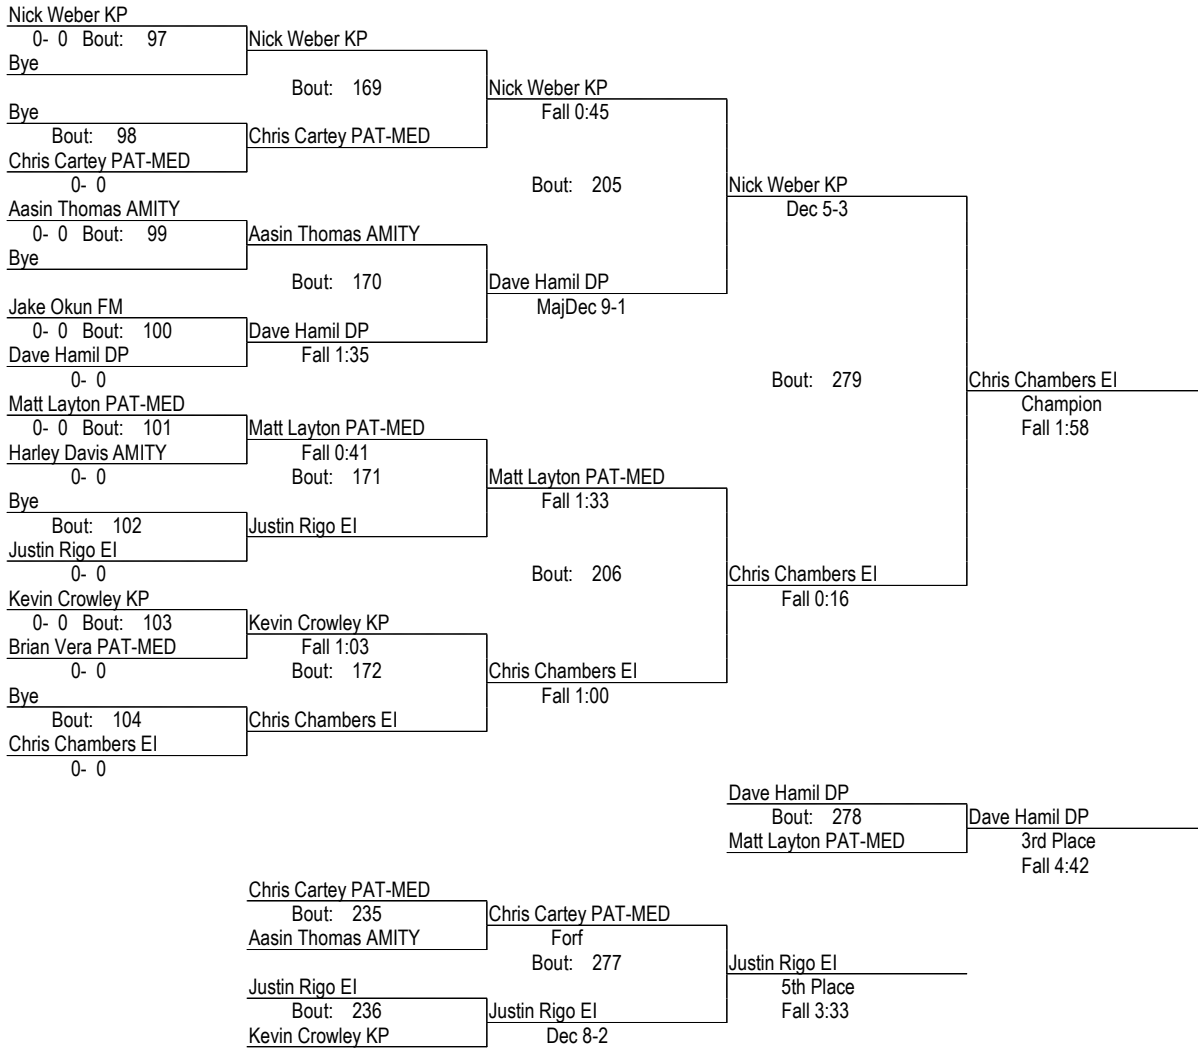 Nick Weber KP
0- 0 Bout: 97
Nick Weber KP
Bye
Bout: 169
Nick Weber KP
Bye
Fall 0:45
Bout: 98
Chris Cartey PAT-MED
Chris Cartey PAT-MED
0- 0
Bout: 205
Nick Weber KP
Aasin Thomas AMITY
Dec 5-3
0- 0 Bout: 99
Aasin Thomas AMITY
Bye
Bout: 170
Dave Hamil DP
Jake Okun FM
MajDec 9-1
0- 0 Bout: 100
Dave Hamil DP
Dave Hamil DP
Fall 1:35
0- 0
Bout: 279
Chris Chambers EI
Matt Layton PAT-MED
Champion
0- 0 Bout: 101
Matt Layton PAT-MED
Fall 1:58
Harley Davis AMITY
Fall 0:41
0- 0
Bout: 171
Matt Layton PAT-MED
Bye
Fall 1:33
Bout: 102
Justin Rigo EI
Justin Rigo EI
0- 0
Bout: 206
Chris Chambers EI
Kevin Crowley KP
Fall 0:16
0- 0 Bout: 103
Kevin Crowley KP
Brian Vera PAT-MED
Fall 1:03
0- 0
Bout: 172
Chris Chambers EI
Bye
Fall 1:00
Bout: 104
Chris Chambers EI
Chris Chambers EI
0- 0
Dave Hamil DP
Bout: 278
Dave Hamil DP
Matt Layton PAT-MED
3rd Place
Fall 4:42
Chris Cartey PAT-MED
Bout: 235
Chris Cartey PAT-MED
Aasin Thomas AMITY
Forf
Bout: 277
Justin Rigo EI
Justin Rigo EI
5th Place
Bout: 236
Justin Rigo EI
Fall 3:33
Kevin Crowley KP
Dec 8-2